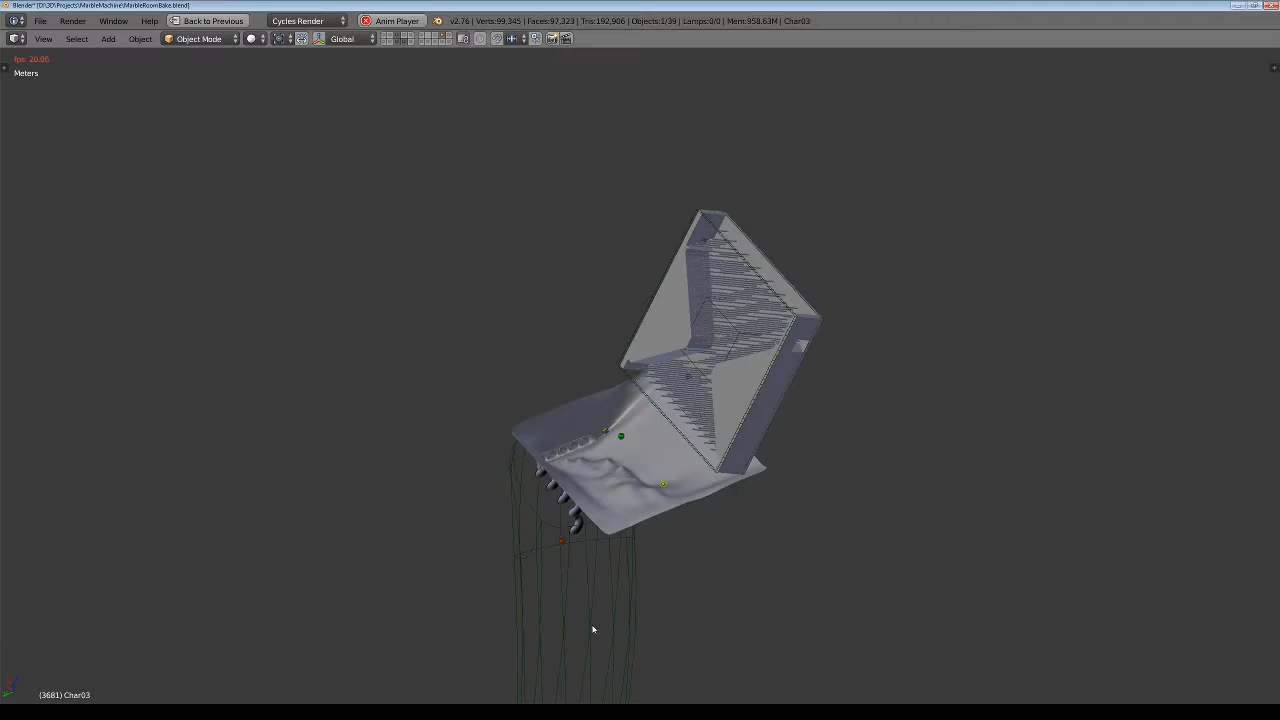 Blender* [D:\3D\Projects\MarbleMachine\MarbleRoomBake.blend]
File Render Window Help Back to Previous Cycles Render Anim Player v2.76 | Verts:99,345 | Faces:97,323 | Tris:192,906 | Objects:1/39 | Lamps:0/0 | Mem:958.63M | Char03
View Select Add Object Object Mode Global
fps: 20.06
Meters
(3681) Char03